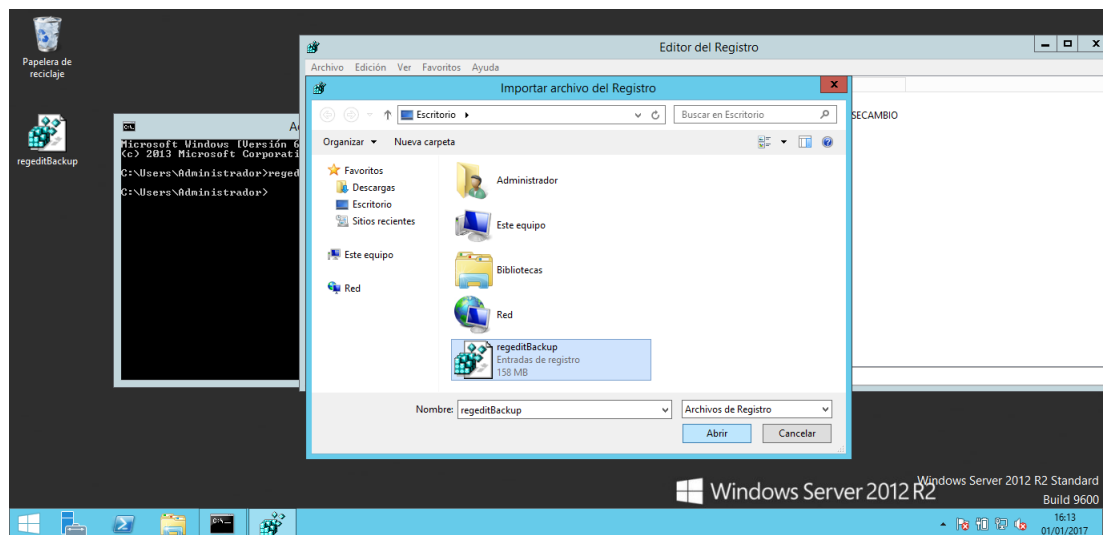 Papelera de
reciclaje
regeditBackup
Microsoft Windows [Versión 6
(c) 2013 Microsoft Corporati
C:\Users\Administrador>reged
C:\Users\Administrador>
Editor del Registro
Archivo Edición Ver Favoritos Ayuda
Importar archivo del Registro
Escritorio
Buscar en Escritorio
SECAMBIO
Organizar
Nueva carpeta
Favoritos
Descargas
Escritorio
Sitios recientes
Este equipo
Red
Administrador
Este equipo
Bibliotecas
Red
regeditBackup
Entradas de registro
158 MB
Nombre: regeditBackup
Archivos de Registro
Abrir
Cancelar
Windows Server 2012 R2
Windows Server 2012 R2 Standard
Build 9600
16:13
01/01/2017